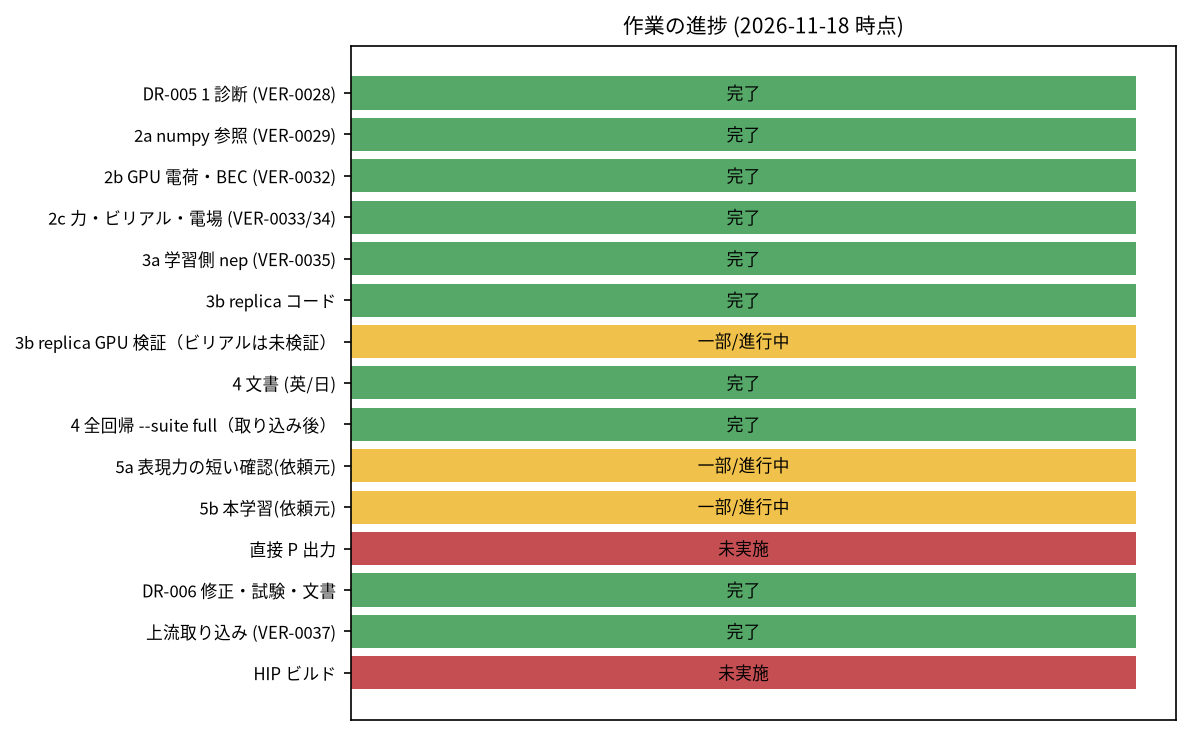 作業の進捗 (2026-11-18 時点)
DR-005 1 診断 (VER-0028) 完了
2a numpy 参照 (VER-0029) 完了
2b GPU 電荷・BEC (VER-0032) 完了
2c 力・ビリアル・電場 (VER-0033/34) 完了
3a 学習側 nep (VER-0035) 完了
3b replica コード 完了
3b replica GPU 検証（ビリアルは未検証） 一部/進行中
4 文書 (英/日) 完了
4 全回帰 --suite full（取り込み後） 完了
5a 表現力の短い確認(依頼元) 一部/進行中
5b 本学習(依頼元) 一部/進行中
直接 P 出力 未実施
DR-006 修正・試験・文書 完了
上流取り込み (VER-0037) 完了
HIP ビルド 未実施